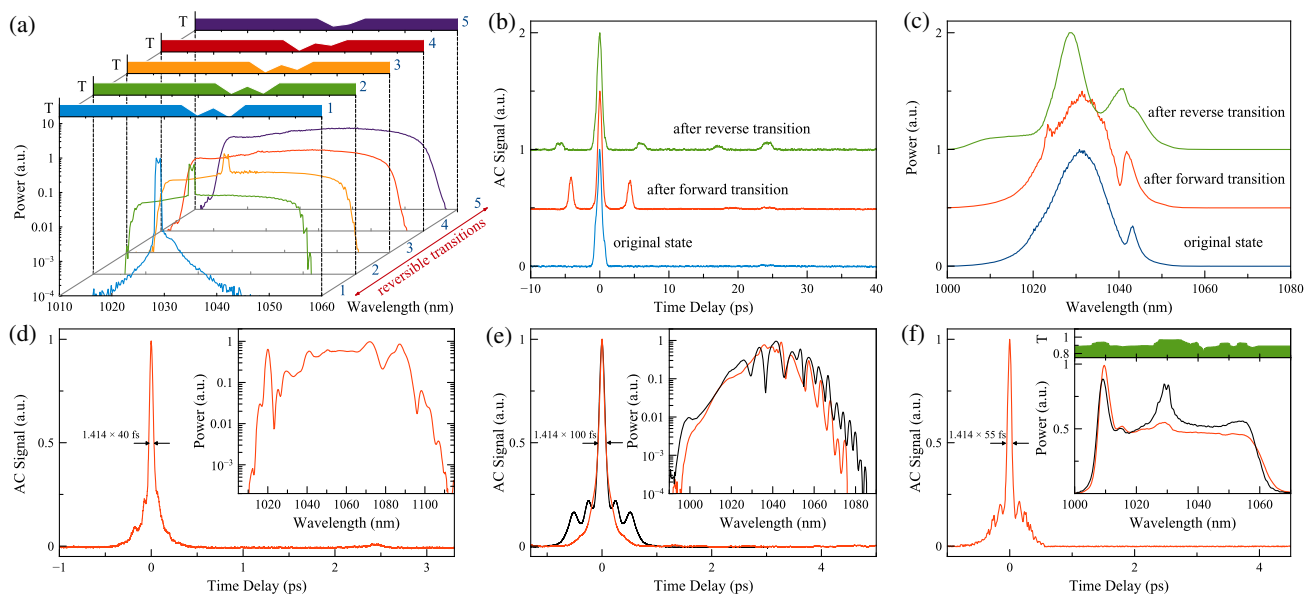 (a)
T
5
T
4
T
3
T
2
T
1
10
1
0.1
0.01
10⁻³
10⁻⁴
Power (a.u.)
1010 1020 1030 1040 1050 1060
Wavelength (nm)
1
2
3
4
5
reversible transitions
(b)
2
1
0
AC Signal (a.u.)
after reverse transition
after forward transition
original state
−10 0 10 20 30 40
Time Delay (ps)
(c)
2
1
0
Power (a.u.)
after reverse transition
after forward transition
original state
1000 1020 1040 1060 1080
Wavelength (nm)
(d)
1
0.5
0
AC Signal (a.u.)
1.414 × 40 fs
−1 0 1 2 3
Time Delay (ps)
1
0.1
0.01
10⁻³
Power (a.u.)
1020 1040 1060 1080 1100
Wavelength (nm)
(e)
1
0.5
0
AC Signal (a.u.)
1.414 × 100 fs
0 2 4
Time Delay (ps)
1
0.1
0.01
10⁻³
10⁻⁴
Power (a.u.)
1000 1020 1040 1060 1080
Wavelength (nm)
(f)
1
0.5
0
AC Signal (a.u.)
1.414 × 55 fs
0 2 4
Time Delay (ps)
T
1
0.8
Power (a.u.)
1
0.5
0
1000 1020 1040 1060
Wavelength (nm)